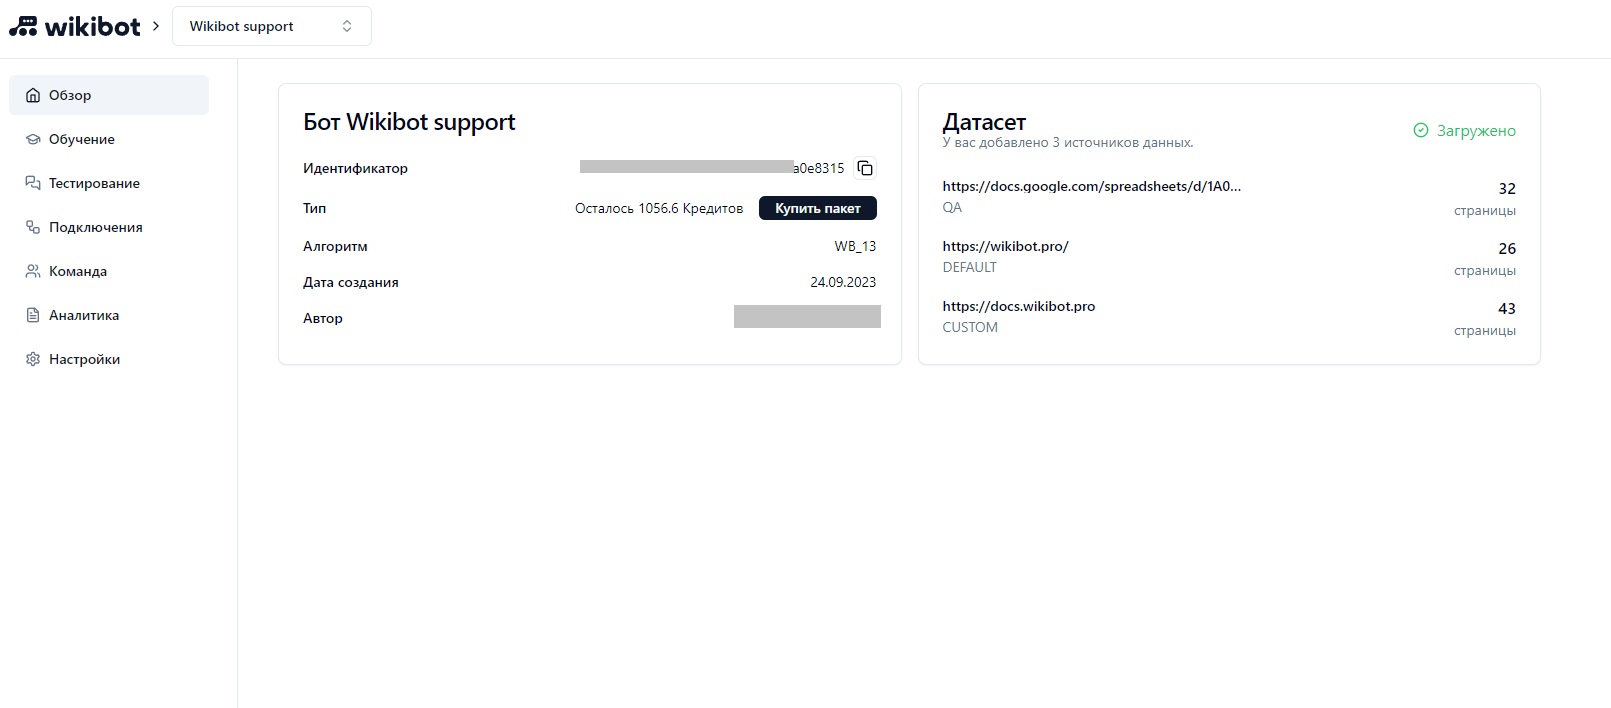 wikibot
Wikibot support
Обзор
Обучение
Тестирование
Подключения
Команда
Аналитика
Настройки
Бот Wikibot support
Идентификатор a0e8315
Тип Осталось 1056.6 Кредитов Купить пакет
Алгоритм WB_13
Дата создания 24.09.2023
Автор
Датасет
У вас добавлено 3 источников данных.
Загружено
https://docs.google.com/spreadsheets/d/1A0... 32
QA страницы
https://wikibot.pro/ 26
DEFAULT страницы
https://docs.wikibot.pro 43
CUSTOM страницы